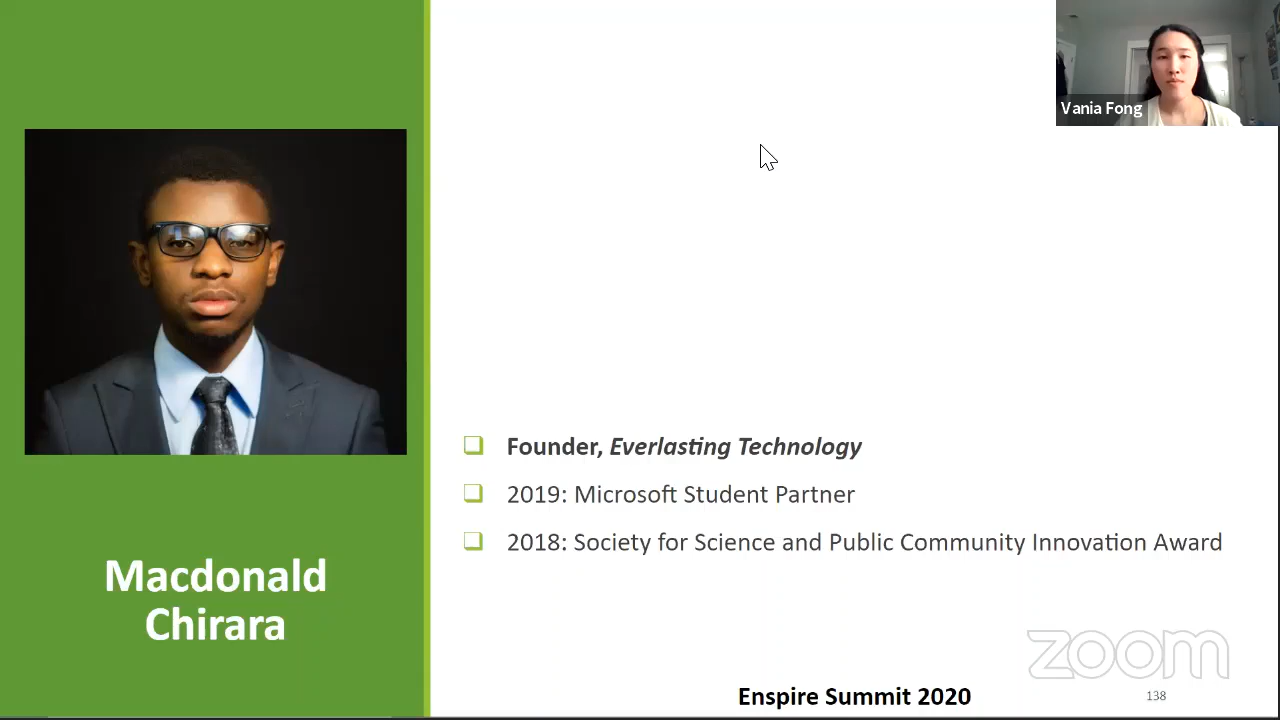 Vania Fong
Founder, Everlasting Technology
2019: Microsoft Student Partner
2018: Society for Science and Public Community Innovation Award
Macdonald
Chirara
zoom
Enspire Summit 2020
138